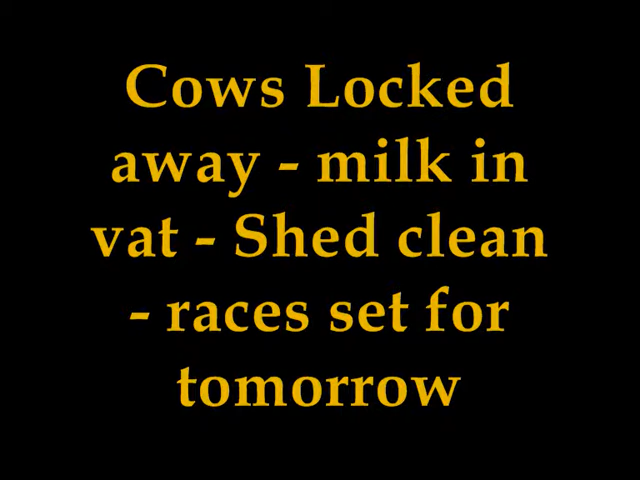 Cows Locked
away - milk in
vat - Shed clean
- races set for
tomorrow